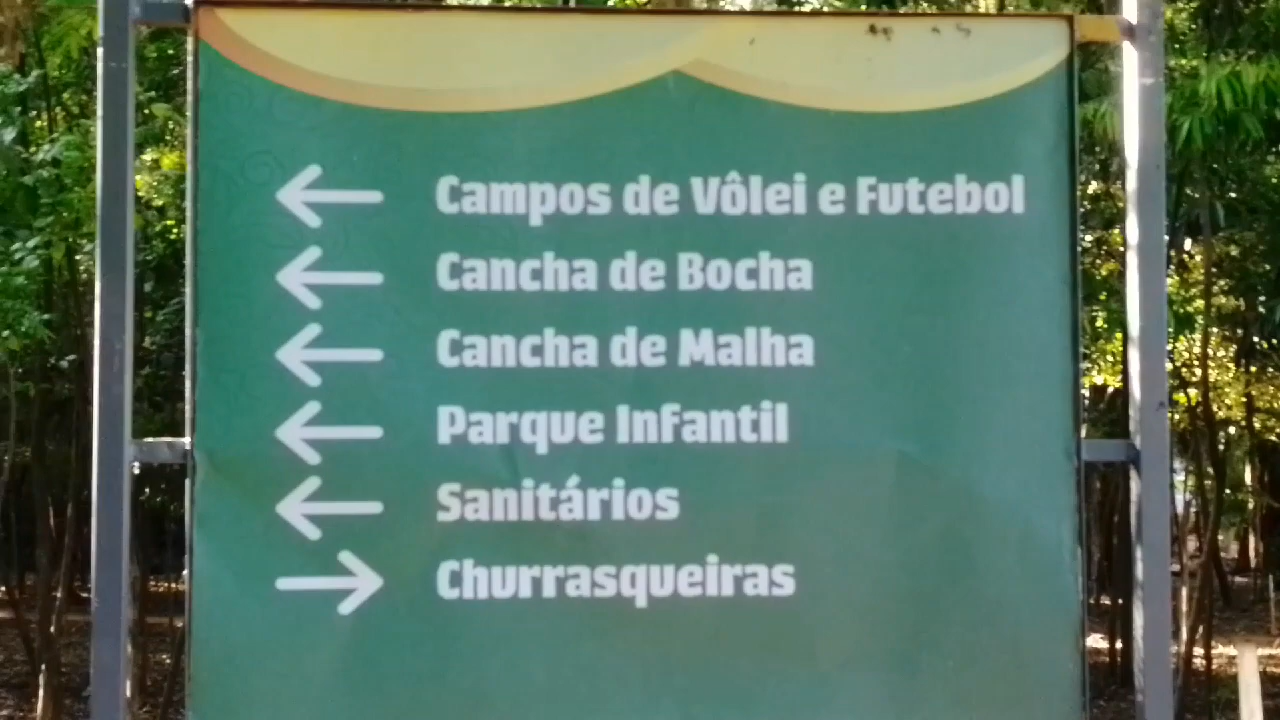 ← Campos de Vôlei e Futebol
← Cancha de Bocha
← Cancha de Malha
← Parque Infantil
← Sanitários
→ Churrasqueiras